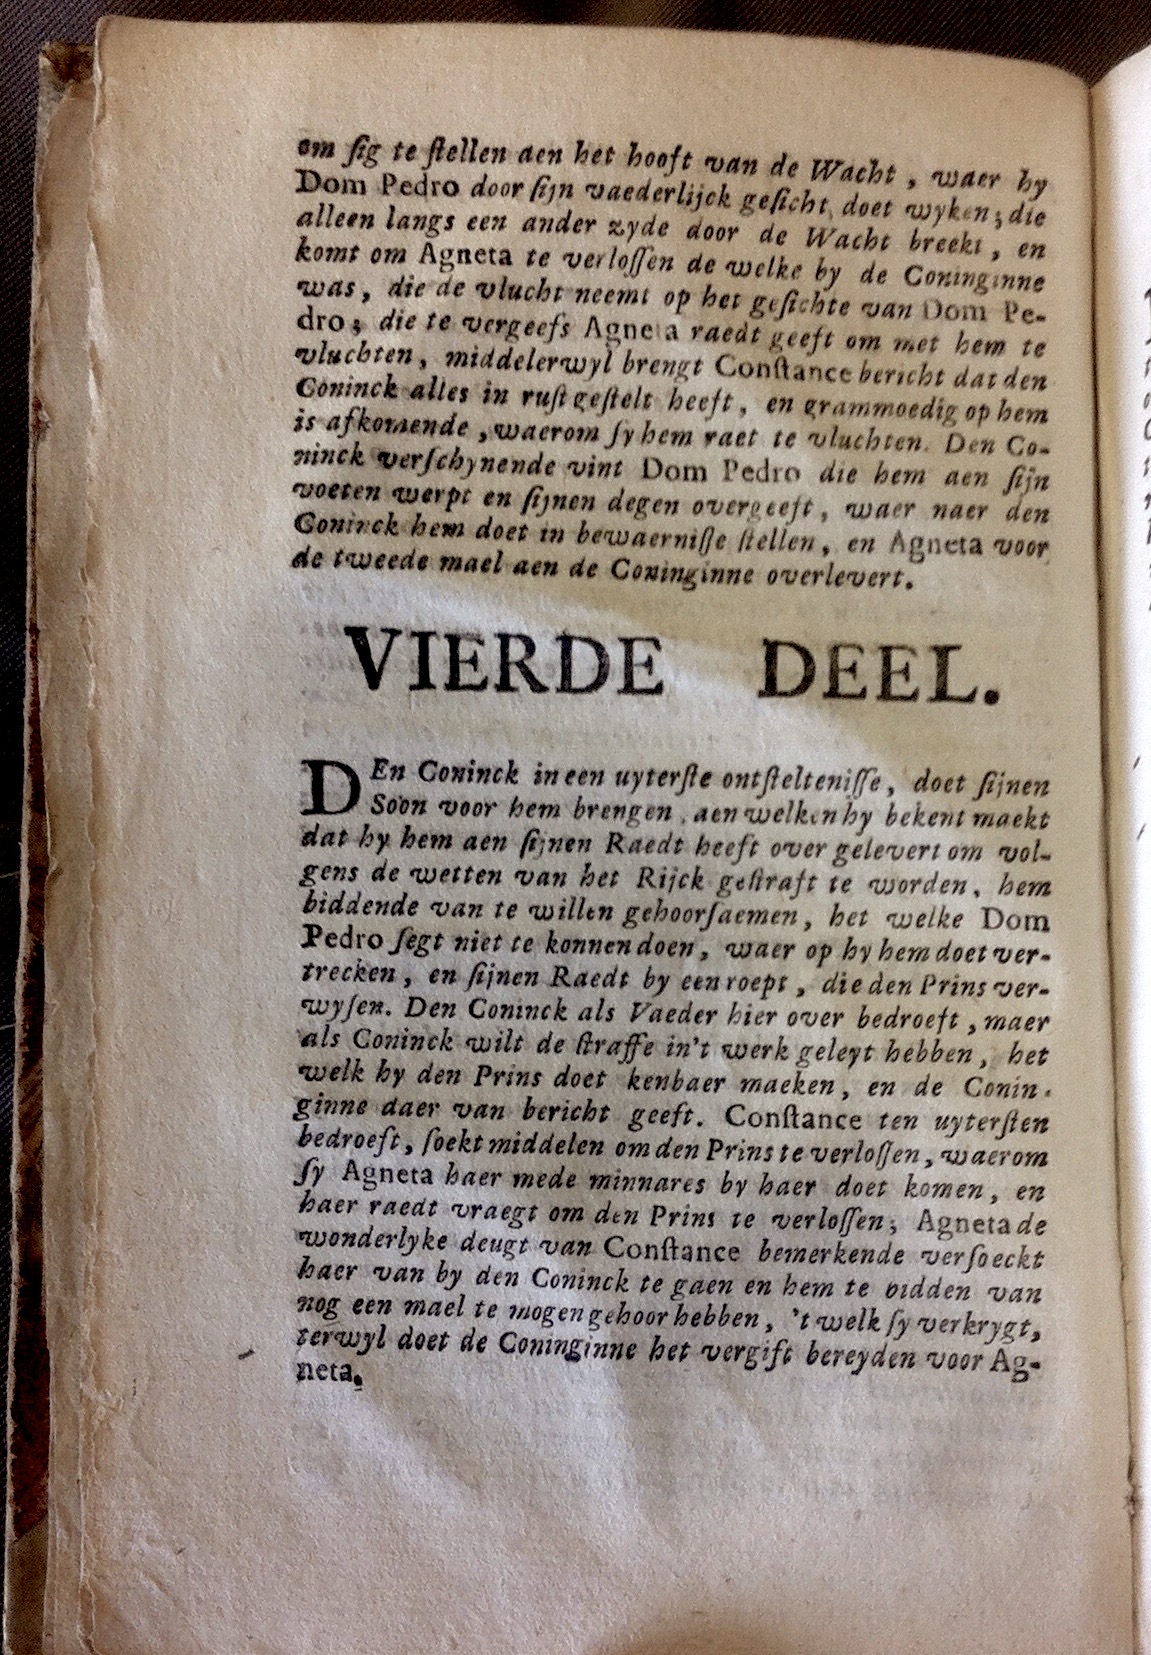 om ſig te ſtellen aen het hooft van de Wacht, waer hy
Dom Pedro door ſijn vaederlijck geſicht, doet wyken; die
alleen langs een ander zyde door de Wacht breekt, en
komt om Agneta te verloſſen de welke by de Coninginne
was, die de vlucht neemt op het geſichte van Dom Pe-
dro; die te vergeefs Agneta raedt geeft om met hem te
vluchten, middelerwyl brengt Conſtance bericht dat den
Coninck alles in ruſt geſtelt heeft, en grammoedig op hem
is afkomende, waerom ſy hem raet te vluchten. Den Co-
ninck verſchynende vint Dom Pedro die hem aen ſijn
voeten werpt en ſijnen degen overgeeft, waer naer den
Coninck hem doet in bewaerniſſe ſtellen, en Agneta voor
de tweede mael aen de Coninginne overlevert.
VIERDE DEEL.
DEn Coninck in een uyterſte ontſtelteniſſe, doet ſijnen
Soon voor hem brengen, aen welken hy bekent maekt
dat hy hem aen ſijnen Raedt heeft over gelevert om vol-
gens de wetten van het Rijck geſtraft te worden, hem
biddende van te willen gehoorſaemen, het welke Dom
Pedro ſegt niet te konnen doen, waer op hy hem doet ver-
trecken, en ſijnen Raedt by een roept, die den Prins ver-
wyſen. Den Coninck als Vaeder hier over bedroeft, maer
als Coninck wilt de ſtraffe in't werk geleyt hebben, het
welk hy den Prins doet kenbaer maeken, en de Conin-
ginne daer van bericht geeft. Conſtance ten uyterſten
bedroeft, ſoekt middelen om den Prins te verloſſen, waerom
ſy Agneta haer mede minnares by haer doet komen, en
haer raedt vraegt om den Prins te verloſſen; Agneta de
wonderlyke deugt van Conſtance bemerkende verſoeckt
haer van by den Coninck te gaen en hem te bidden van
nog een mael te mogen gehoor hebben, 't welk ſy verkrygt,
terwyl doet de Coninginne het vergift bereyden voor Ag-
neta.